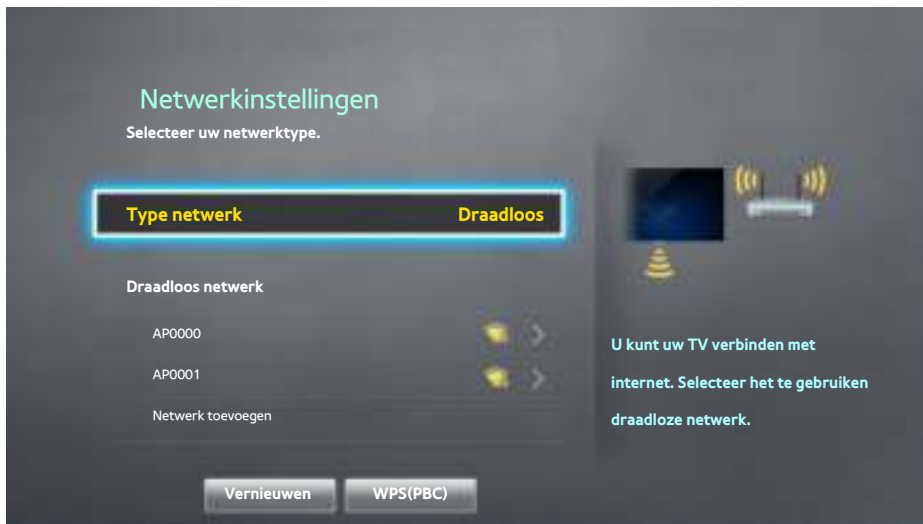 Netwerkinstellingen
Selecteer uw netwerktype.
Type netwerk Draadloos
Draadloos netwerk
AP0000
AP0001
Netwerk toevoegen
U kunt uw TV verbinden met
internet. Selecteer het te gebruiken
draadloze netwerk.
Vernieuwen WPS(PBC)